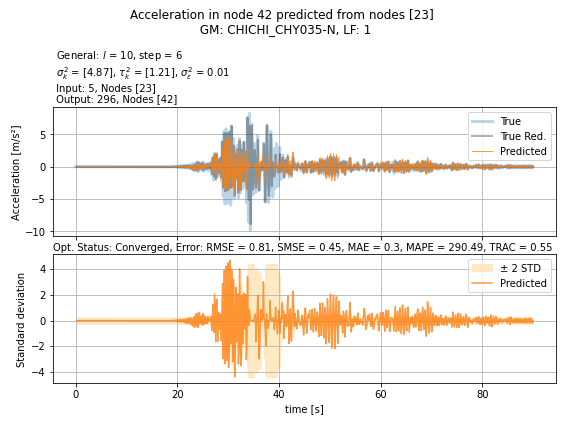 Acceleration in node 42 predicted from nodes [23]
GM: CHICHI_CHY035-N, LF: 1
General: l = 10, step = 6
σ²ₖ = [4.87], τ²ₖ = [1.21], σ²ε = 0.01
Input: 5, Nodes [23]
Output: 296, Nodes [42]
True
True Red.
Predicted
5
0
−5
−10
Acceleration [m/s²]
Opt. Status: Converged, Error: RMSE = 0.81, SMSE = 0.45, MAE = 0.3, MAPE = 290.49, TRAC = 0.55
± 2 STD
Predicted
4
2
0
−2
−4
Standard deviation
0 20 40 60 80
time [s]